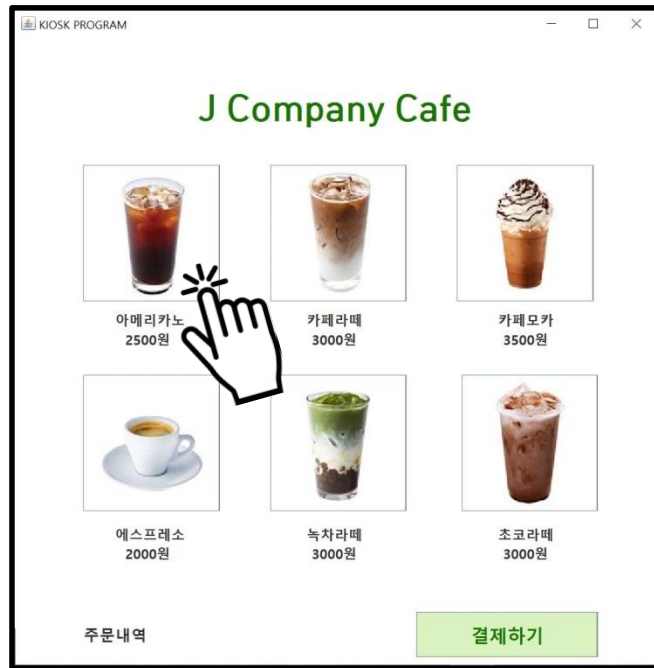 KIOSK PROGRAM
J Company Cafe
아메리카노
2500원
카페라떼
3000원
카페모카
3500원
에스프레소
2000원
녹차라떼
3000원
초코라떼
3000원
주문내역
결제하기